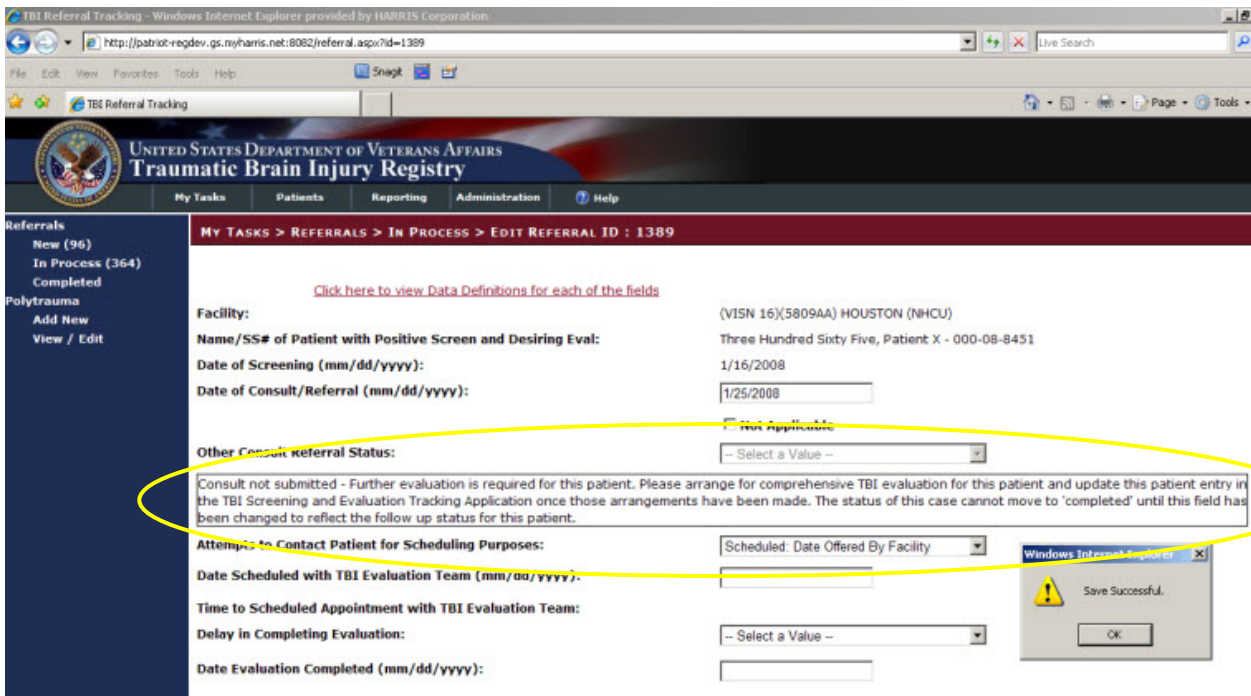 TBI Referral Tracking - Windows Internet Explorer provided by HARRIS Corporation
http://patriot-regdev.gs.myharris.net:8082/referral.aspx?id=1389
Live Search
File Edit View Favorites Tools Help
SnagIt
TBI Referral Tracking
Page
Tools
UNITED STATES DEPARTMENT OF VETERANS AFFAIRS
Traumatic Brain Injury Registry
My Tasks Patients Reporting Administration ? Help
Referrals
New (96)
In Process (364)
Completed
Polytrauma
Add New
View / Edit
MY TASKS > REFERRALS > IN PROCESS > EDIT REFERRAL ID : 1389
Click here to view Data Definitions for each of the fields
Facility: (VISN 16)(5809AA) HOUSTON (NHCU)
Name/SS# of Patient with Positive Screen and Desiring Eval: Three Hundred Sixty Five, Patient X - 000-08-8451
Date of Screening (mm/dd/yyyy): 1/16/2008
Date of Consult/Referral (mm/dd/yyyy): 1/25/2008
Not Applicable
Other Consult Referral Status: -- Select a Value --
Consult not submitted - Further evaluation is required for this patient. Please arrange for comprehensive TBI evaluation for this patient and update this patient entry in
the TBI Screening and Evaluation Tracking Application once those arrangements have been made. The status of this case cannot move to 'completed' until this field has
been changed to reflect the follow up status for this patient.
Attempts to Contact Patient for Scheduling Purposes: Scheduled: Date Offered By Facility
Windows Internet Explorer
Date Scheduled with TBI Evaluation Team (mm/dd/yyyy):
Save Successful.
Time to Scheduled Appointment with TBI Evaluation Team:
Delay in Completing Evaluation: -- Select a Value --
OK
Date Evaluation Completed (mm/dd/yyyy):